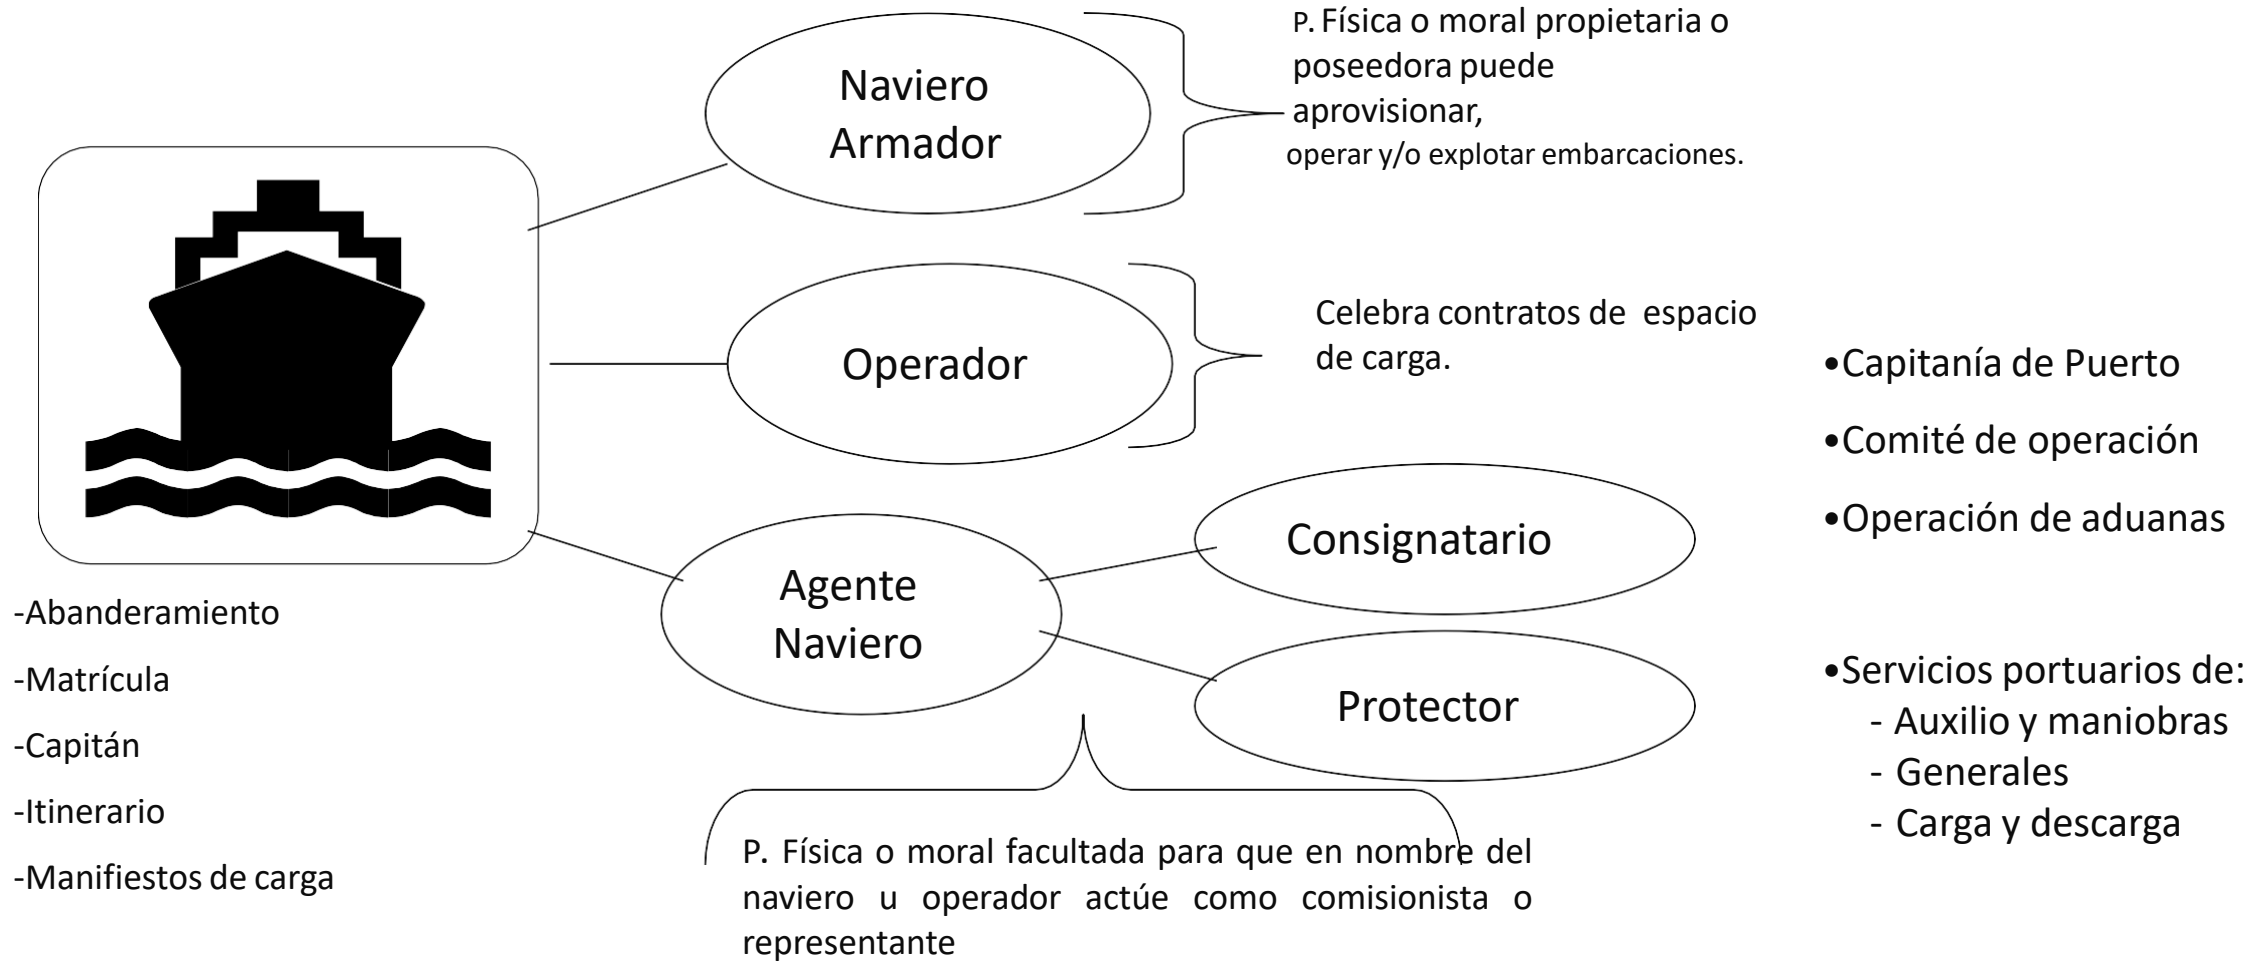 Naviero
Armador
P. Física o moral propietaria o
poseedora puede
aprovisionar,
operar y/o explotar embarcaciones.
Operador
Celebra contratos de espacio
de carga.
Agente
Naviero
Consignatario
Protector
P. Física o moral facultada para que en nombre del
naviero u operador actúe como comisionista o
representante
-Abanderamiento
-Matrícula
-Capitán
-Itinerario
-Manifiestos de carga
•Capitanía de Puerto
•Comité de operación
•Operación de aduanas
•Servicios portuarios de:
- Auxilio y maniobras
- Generales
- Carga y descarga